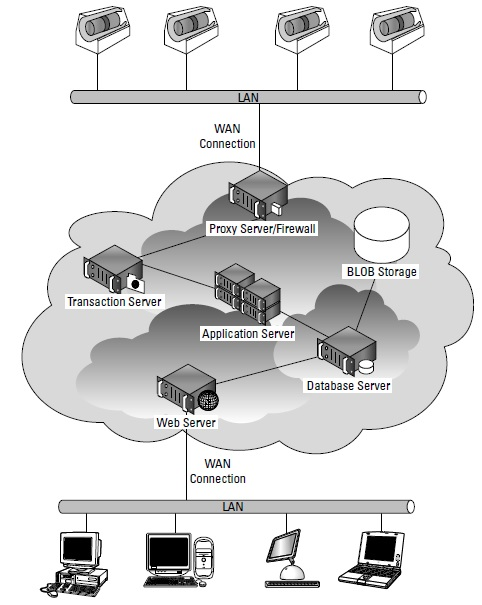 LAN
WAN
Connection
Proxy Server/Firewall
BLOB Storage
Transaction Server
Application Server
Database Server
Web Server
WAN
Connection
LAN